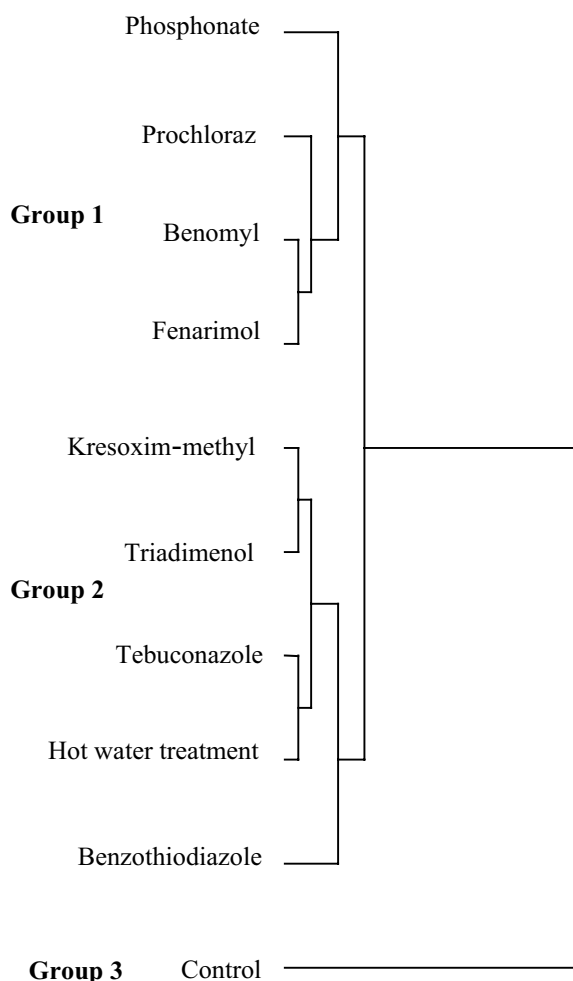 Phosphonate
Prochloraz
Group 1
Benomyl
Fenarimol
Kresoxim-methyl
Triadimenol
Group 2
Tebuconazole
Hot water treatment
Benzothiodiazole
Group 3 Control